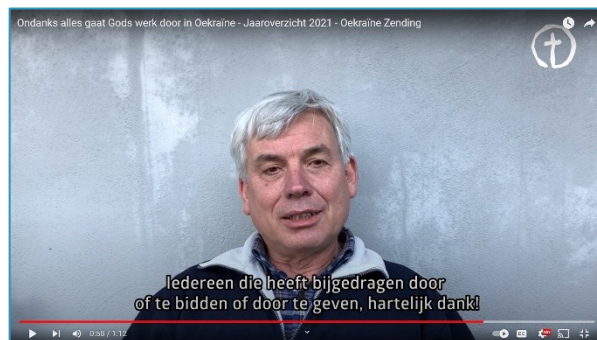 Ondanks alles gaat Gods werk door in Oekraïne - Jaaroverzicht 2021 - Oekraïne Zending
Iedereen die heeft bijgedragen door
of te bidden of door te geven, hartelijk dank!
0:58 / 1:12